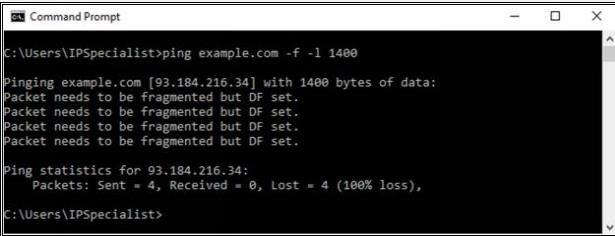 Command Prompt
C:\Users\IPSpecialist>ping example.com -f -l 1400
Pinging example.com [93.184.216.34] with 1400 bytes of data:
Packet needs to be fragmented but DF set.
Packet needs to be fragmented but DF set.
Packet needs to be fragmented but DF set.
Packet needs to be fragmented but DF set.
Ping statistics for 93.184.216.34:
Packets: Sent = 4, Received = 0, Lost = 4 (100% loss),
C:\Users\IPSpecialist>